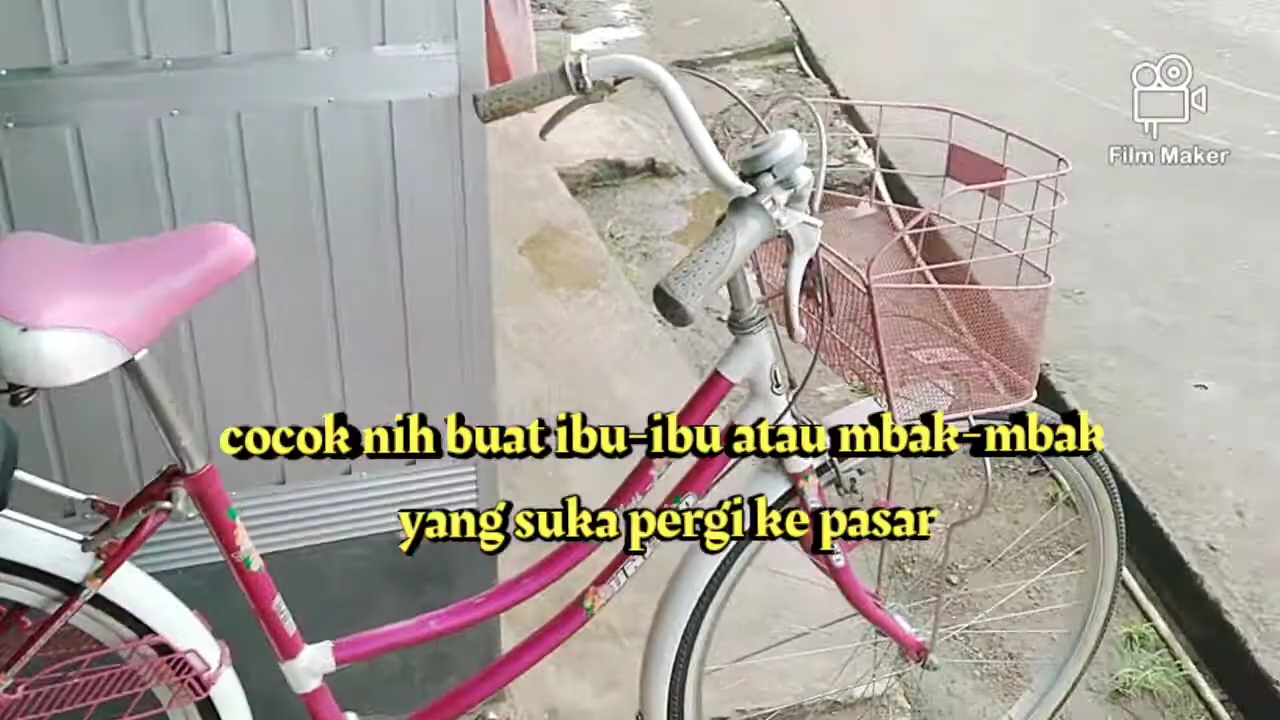 Film Maker
cocok nih buat ibu-ibu atau mbak-mbak
yang suka pergi ke pasar